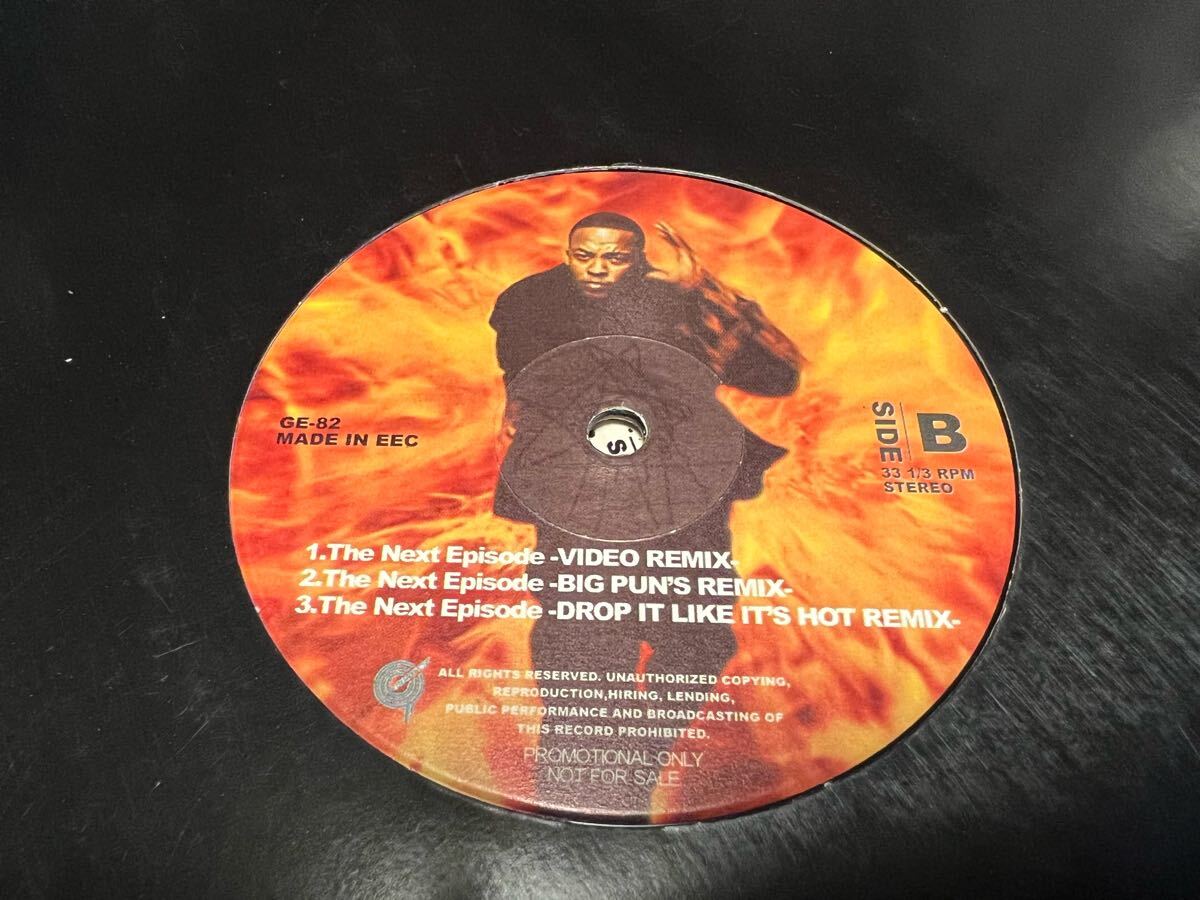 GE-82
MADE IN EEC
SIDE B
33 1/3 RPM
STEREO
S
1.The Next Episode -VIDEO REMIX-
2.The Next Episode -BIG PUN'S REMIX-
3.The Next Episode -DROP IT LIKE IT'S HOT REMIX-
ALL RIGHTS RESERVED. UNAUTHORIZED COPYING,
REPRODUCTION,HIRING, LENDING,
PUBLIC PERFORMANCE AND BROADCASTING OF
THIS RECORD PROHIBITED.
PROMOTIONAL ONLY
NOT FOR SALE